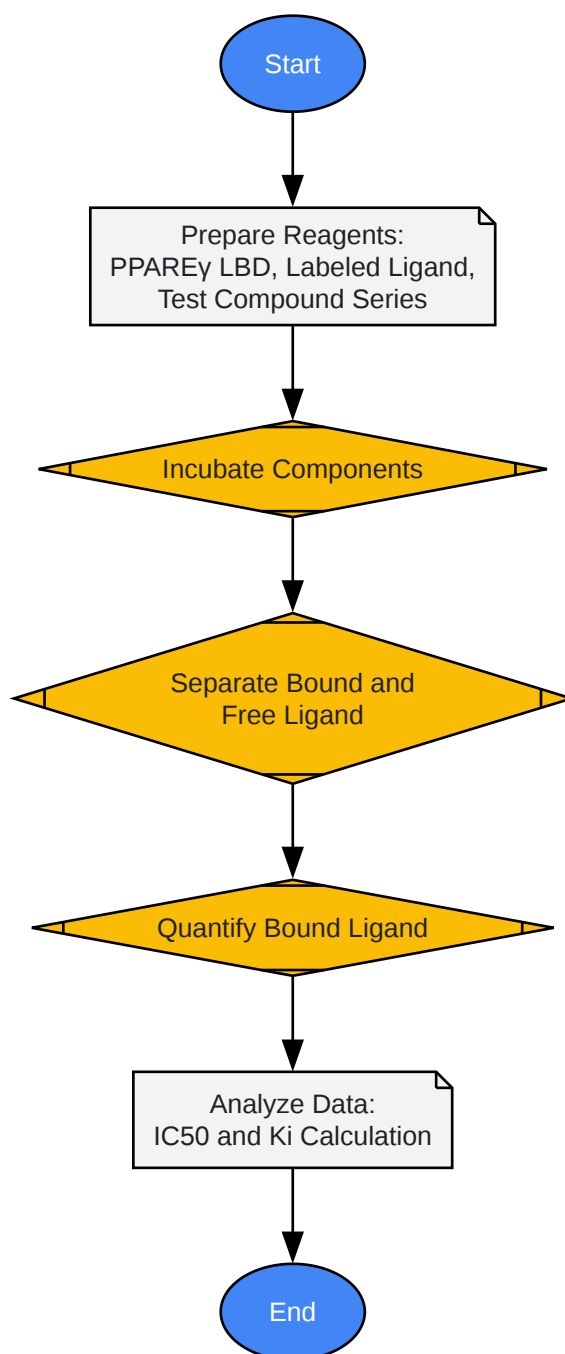 Start
Prepare Reagents:
PPAREγ LBD, Labeled Ligand,
Test Compound Series
Incubate Components
Separate Bound and
Free Ligand
Quantify Bound Ligand
Analyze Data:
IC50 and Ki Calculation
End